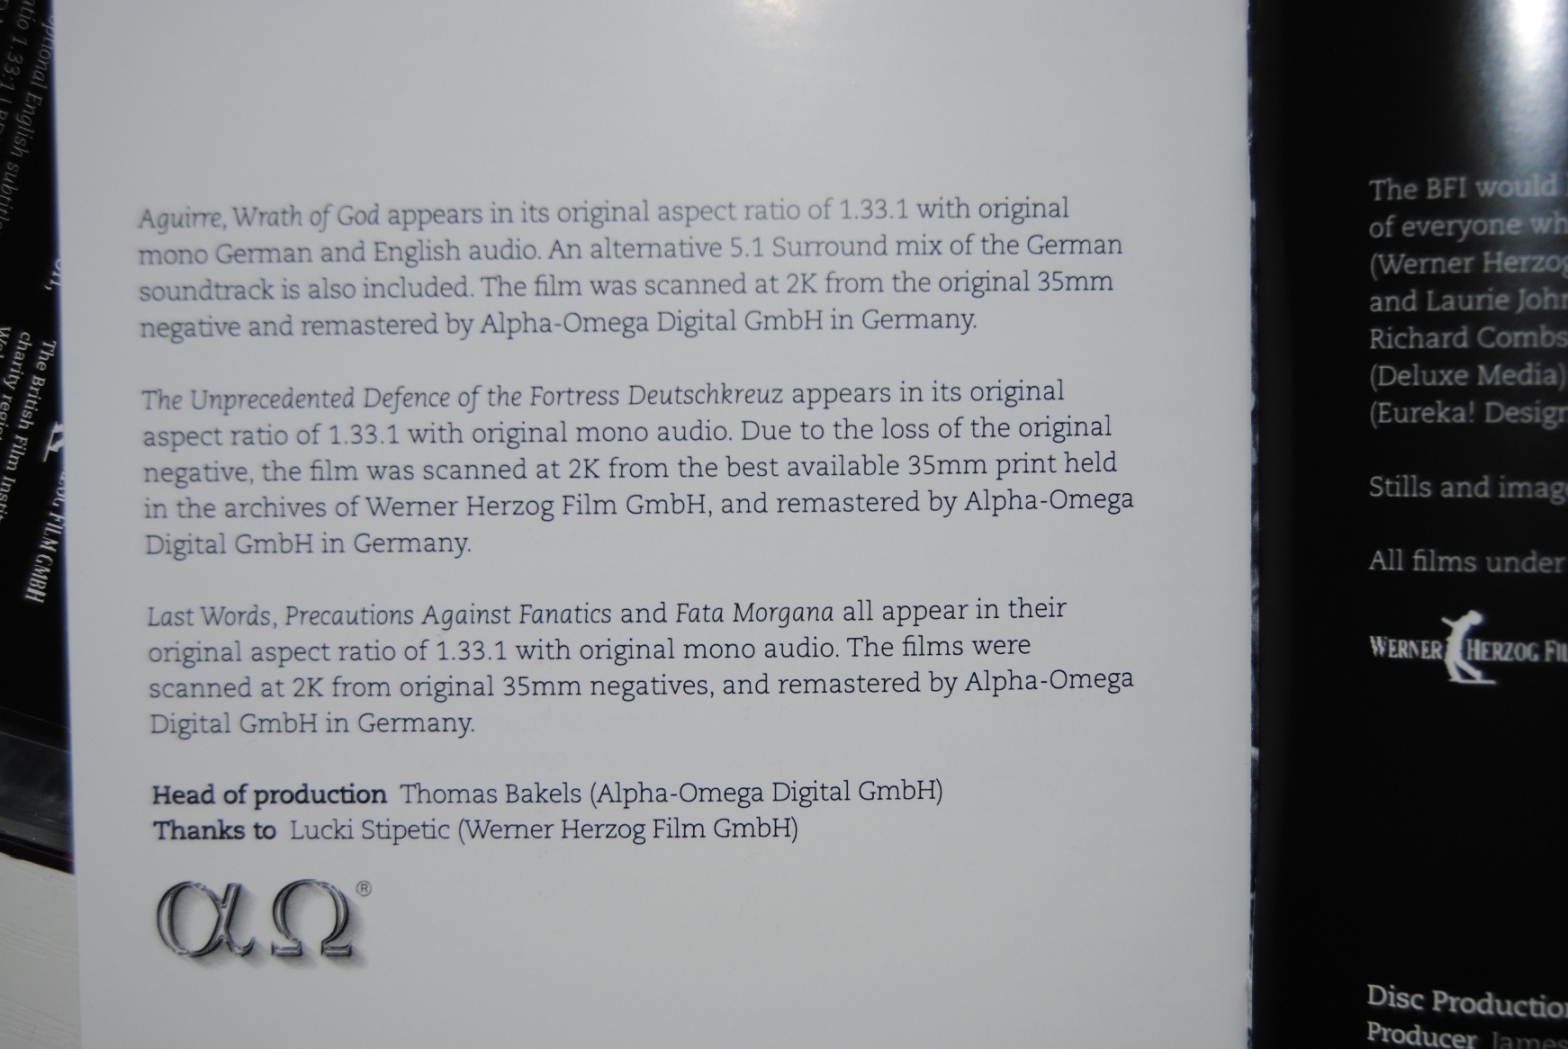 Aguirre, Wrath of God appears in its original aspect ratio of 1.33.1 with original
mono German and English audio. An alternative 5.1 Surround mix of the German
soundtrack is also included. The film was scanned at 2K from the original 35mm
negative and remastered by Alpha-Omega Digital GmbH in Germany.
The Unprecedented Defence of the Fortress Deutschkreuz appears in its original
aspect ratio of 1.33.1 with original mono audio. Due to the loss of the original
negative, the film was scanned at 2K from the best available 35mm print held
in the archives of Werner Herzog Film GmbH, and remastered by Alpha-Omega
Digital GmbH in Germany.
Last Words, Precautions Against Fanatics and Fata Morgana all appear in their
original aspect ratio of 1.33.1 with original mono audio. The films were
scanned at 2K from original 35mm negatives, and remastered by Alpha-Omega
Digital GmbH in Germany.
Head of production Thomas Bakels (Alpha-Omega Digital GmbH)
Thanks to Lucki Stipetic (Werner Herzog Film GmbH)
αΩ®
The BFI would
of everyone
(Werner Herzog
and Laurie
Richard Combs
(Deluxe Media)
(Eureka!
Stills and
All films under
WERNER HERZOG
Disc
Producer James
English
1.33:1
The British Film
charity
FILM GMBH